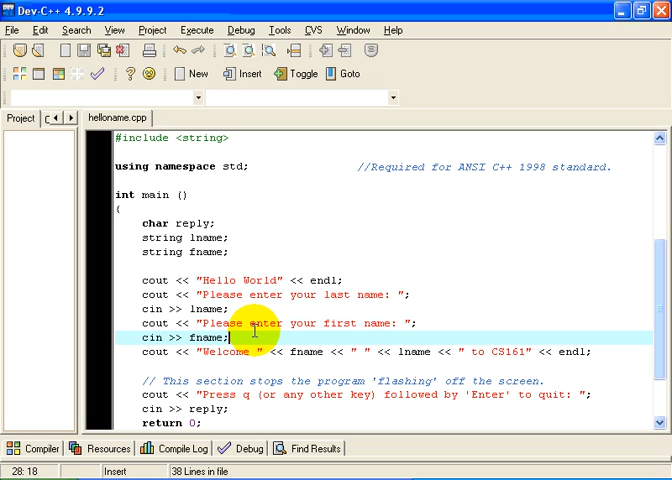 Dev-C++ 4.9.9.2
File Edit Search View Project Execute Debug Tools CVS Window Help
New Insert Toggle Goto
Project C helloname.cpp
#include <string>
using namespace std; //Required for ANSI C++ 1998 standard.
int main ()
{
char reply;
string lname;
string fname;
cout << "Hello World" << endl;
cout << "Please enter your last name: ";
cin >> lname;
cout << "Please enter your first name: ";
cin >> fname;
cout << "Welcome " << fname << " " << lname << " to CS161" << endl;
// This section stops the program 'flashing' off the screen.
cout << "Press q (or any other key) followed by 'Enter' to quit: ";
cin >> reply;
return 0;
Compiler Resources Compile Log Debug Find Results
28: 18 Insert 38 Lines in file